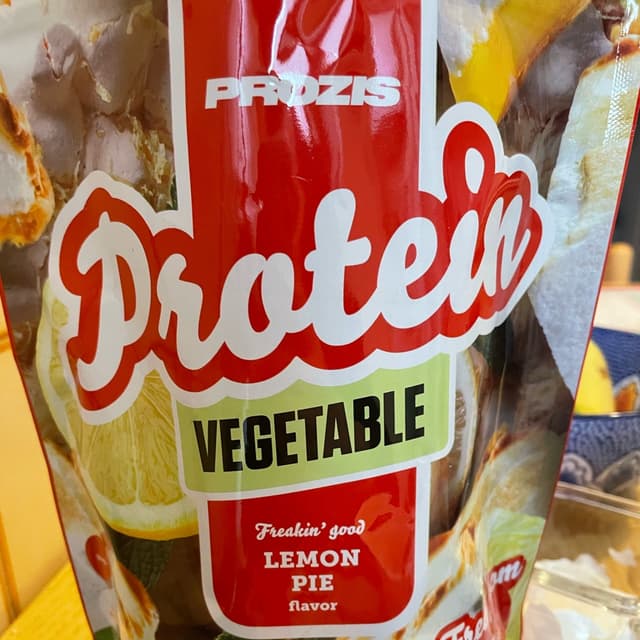 PROZIS
Protein
VEGETABLE
Freakin' good
LEMON
PIE
flavor